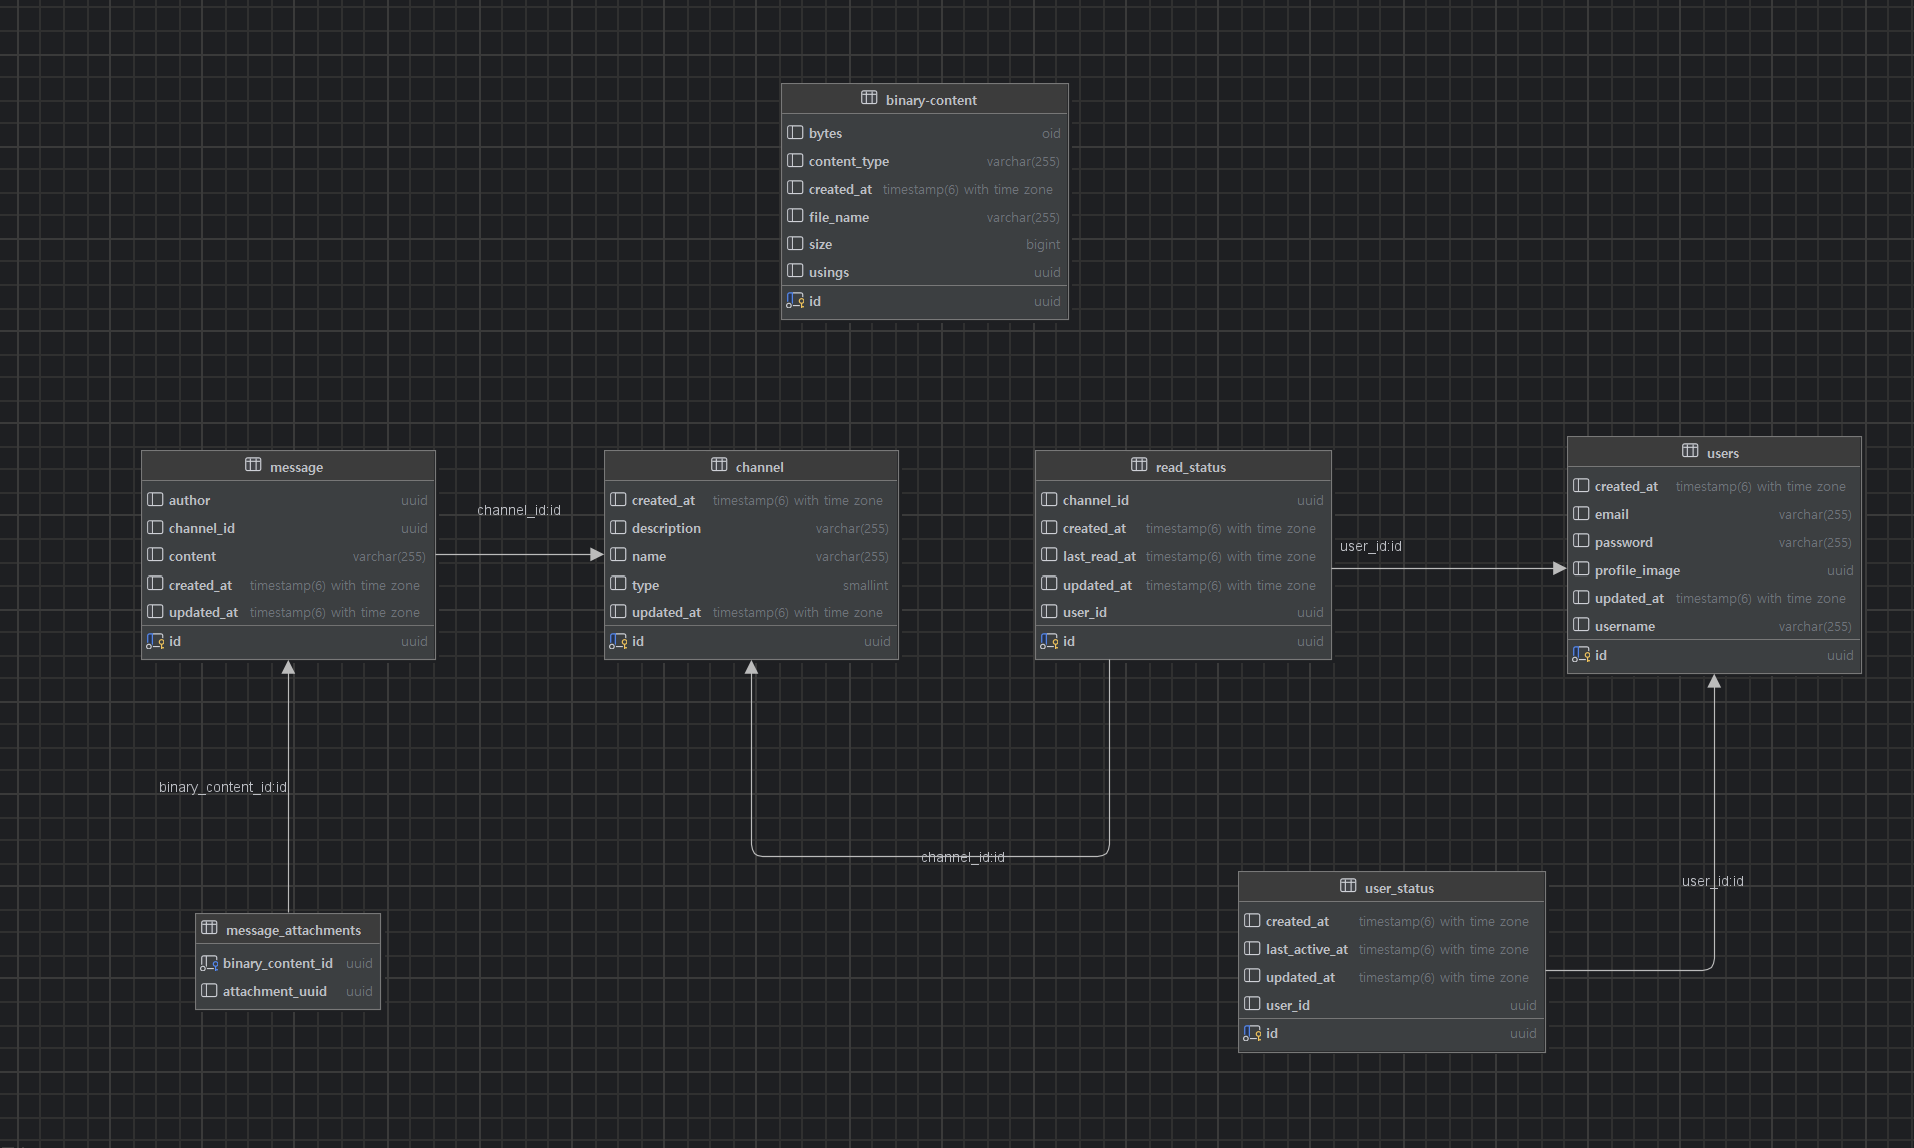 binary-content
bytes oid
content_type varchar(255)
created_at timestamp(6) with time zone
file_name varchar(255)
size bigint
usings uuid
id uuid
message
author uuid
channel_id uuid
content varchar(255)
created_at timestamp(6) with time zone
updated_at timestamp(6) with time zone
id uuid
channel_id:id
channel
created_at timestamp(6) with time zone
description varchar(255)
name varchar(255)
type smallint
updated_at timestamp(6) with time zone
id uuid
read_status
channel_id uuid
created_at timestamp(6) with time zone
last_read_at timestamp(6) with time zone
updated_at timestamp(6) with time zone
user_id uuid
id uuid
user_id:id
users
created_at timestamp(6) with time zone
email varchar(255)
password varchar(255)
profile_image uuid
updated_at timestamp(6) with time zone
username varchar(255)
id uuid
binary_content_id:id
channel_id:id
user_id:id
message_attachments
binary_content_id uuid
attachment_uuid uuid
user_status
created_at timestamp(6) with time zone
last_active_at timestamp(6) with time zone
updated_at timestamp(6) with time zone
user_id uuid
id uuid